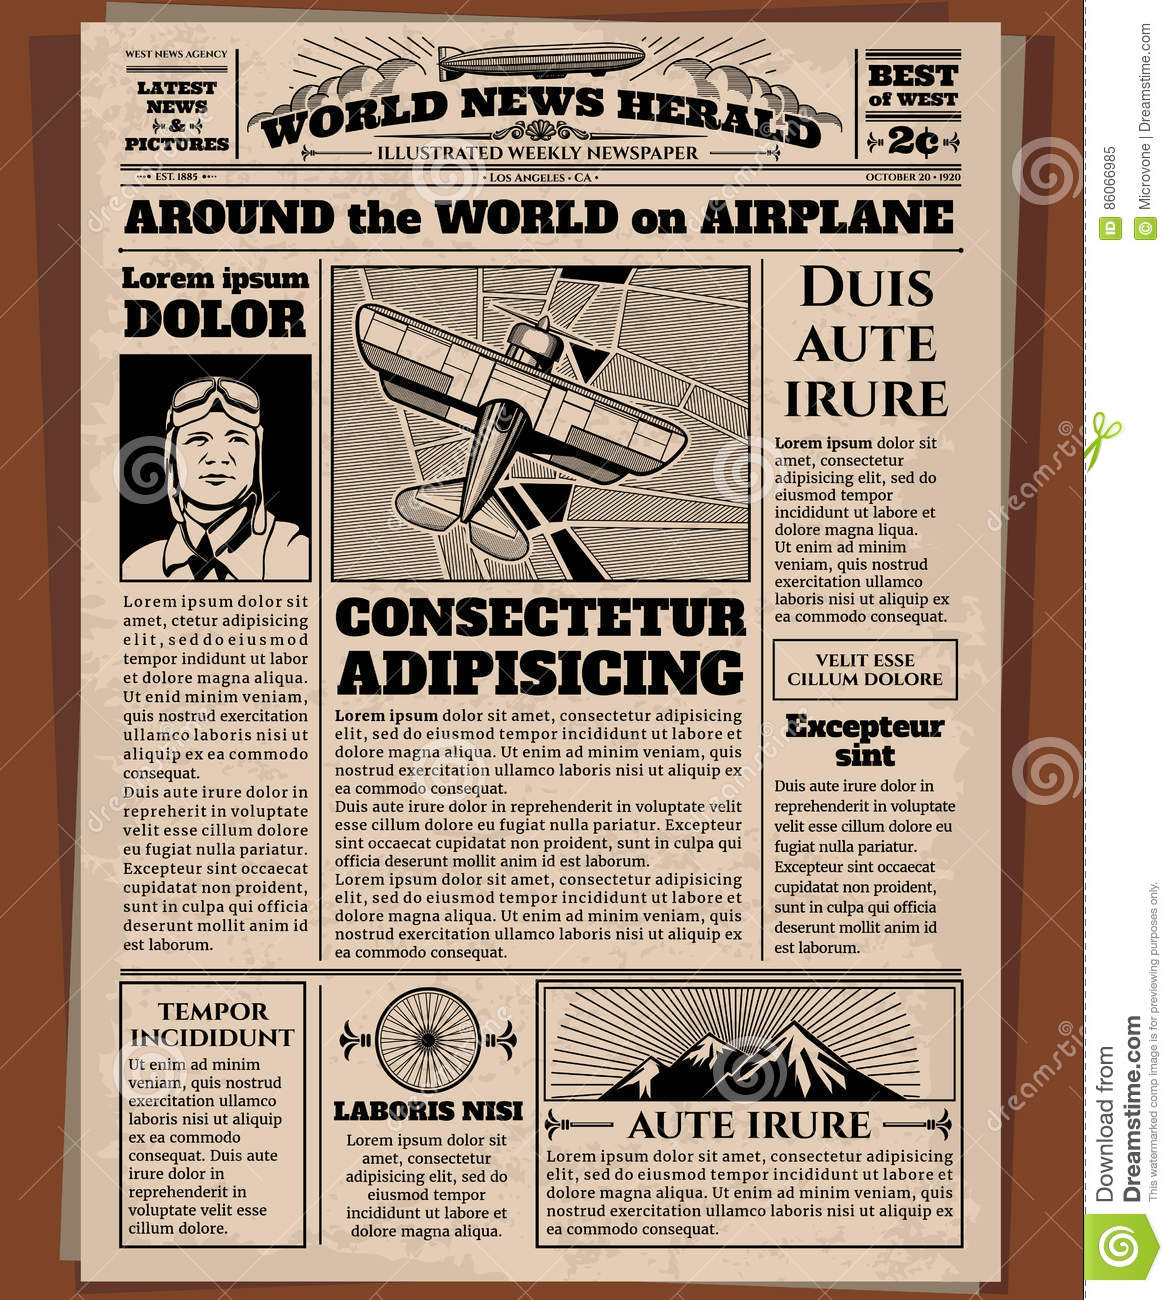 WEST NEWS AGENCY
LATEST
NEWS
&
PICTURES
WORLD NEWS HERALD
ILLUSTRATED WEEKLY NEWSPAPER
BEST
of WEST
2¢
EST. 1885
• LOS ANGELES • CA •
OCTOBER 20 • 1920
AROUND the WORLD on AIRPLANE
Lorem ipsum
DOLOR
Lorem ipsum dolor sit
amet, ctetur adipisicing
elit, sed do eiusmod
tempor indidunt ut labor
et dolore magna aliqua.
Ut enid minim veniam,
quis nostrud exercitation
ullamco laboris nisi ut
aliquip ex ea commodo
consequat.
Duis aute irure dolor in
repreherit in voluptate
velit esse cillum dolore
eu fugiat nulla pariatur.
Excepteur sint occaecat
cupidatat non proident,
sunt in culpa qui officia
deserunt mollit anim id
est laborum.
CONSECTETUR
ADIPISICING
Lorem ipsum dolor sit amet, consectetur adipisicing
elit, sed do eiusmod tempor incididunt ut labore et
dolore magna aliqua. Ut enim ad minim veniam, quis
nostrud exercitation ullamco laboris nisi ut aliquip ex
ea commodo consequat.
Duis aute irure dolor in reprehenderit in voluptate velit
esse cillum dolore eu fugiat nulla pariatur. Excepteur
sint occaecat cupidatat non proident, sunt in culpa qui
officia deserunt mollit anim id est laborum.
Lorem ipsum dolor sit amet, consectetur adipisicing
elit, sed do eiusmod tempor incididunt ut labore et
dolore magna aliqua. Ut enim ad minim veniam, quis
nostrud exercitation ullamco laboris nisi ut aliquip ex
ea commodo consequat.
DUIS
AUTE
IRURE
Lorem ipsum dolor sit
amet, consectetur
adipisicing elit, sed do
eiusmod tempor
incididunt ut labore et
dolore magna liqua.
Ut enim ad minim
veniam, quis nostrud
exercitation ullamco
laboris nisi ut aliquip ex
ea commodo consequat.
VELIT ESSE
CILLUM DOLORE
Excepteur
sint
Duis aute irure dolor in
reprehenderit in voluptate
velit esse cillum dolore eu
fugiat nulla pariatur.
Excepteur sint occaecat
cupidatat non proident,
sunt in culpa qui officia
deserunt mollit anim id
est laborum.
TEMPOR
INCIDIDUNT
Ut enim ad minim
veniam, quis nostrud
exercitation ullamco
laboris nisi ut aliquip
ex ea commodo
consequat. Duis aute
irure dolor in
reprehenderit in
voluptate velit esse
cillum dolore.
LABORIS NISI
Lorem ipsum dolor sit
amet, consectetur
adipisicing elit, sed do
eiusmod tempor
incididunt ut labore et
dolore magna aliqua.
AUTE IRURE
Lorem ipsum dolor sit amet, consectetur adipisicing
elit, sed do eiusmod tempor incididunt ut labore et
dolore magna aliqua. Ut enim ad minim veniam, quis
nostrud exercitation ullamco laboris nisi ut aliquip ex
ea commodo consequat.
ID 86066985
© Microvone | Dreamstime.com
Download from
Dreamstime.com
This watermarked comp image is for previewing purposes only.